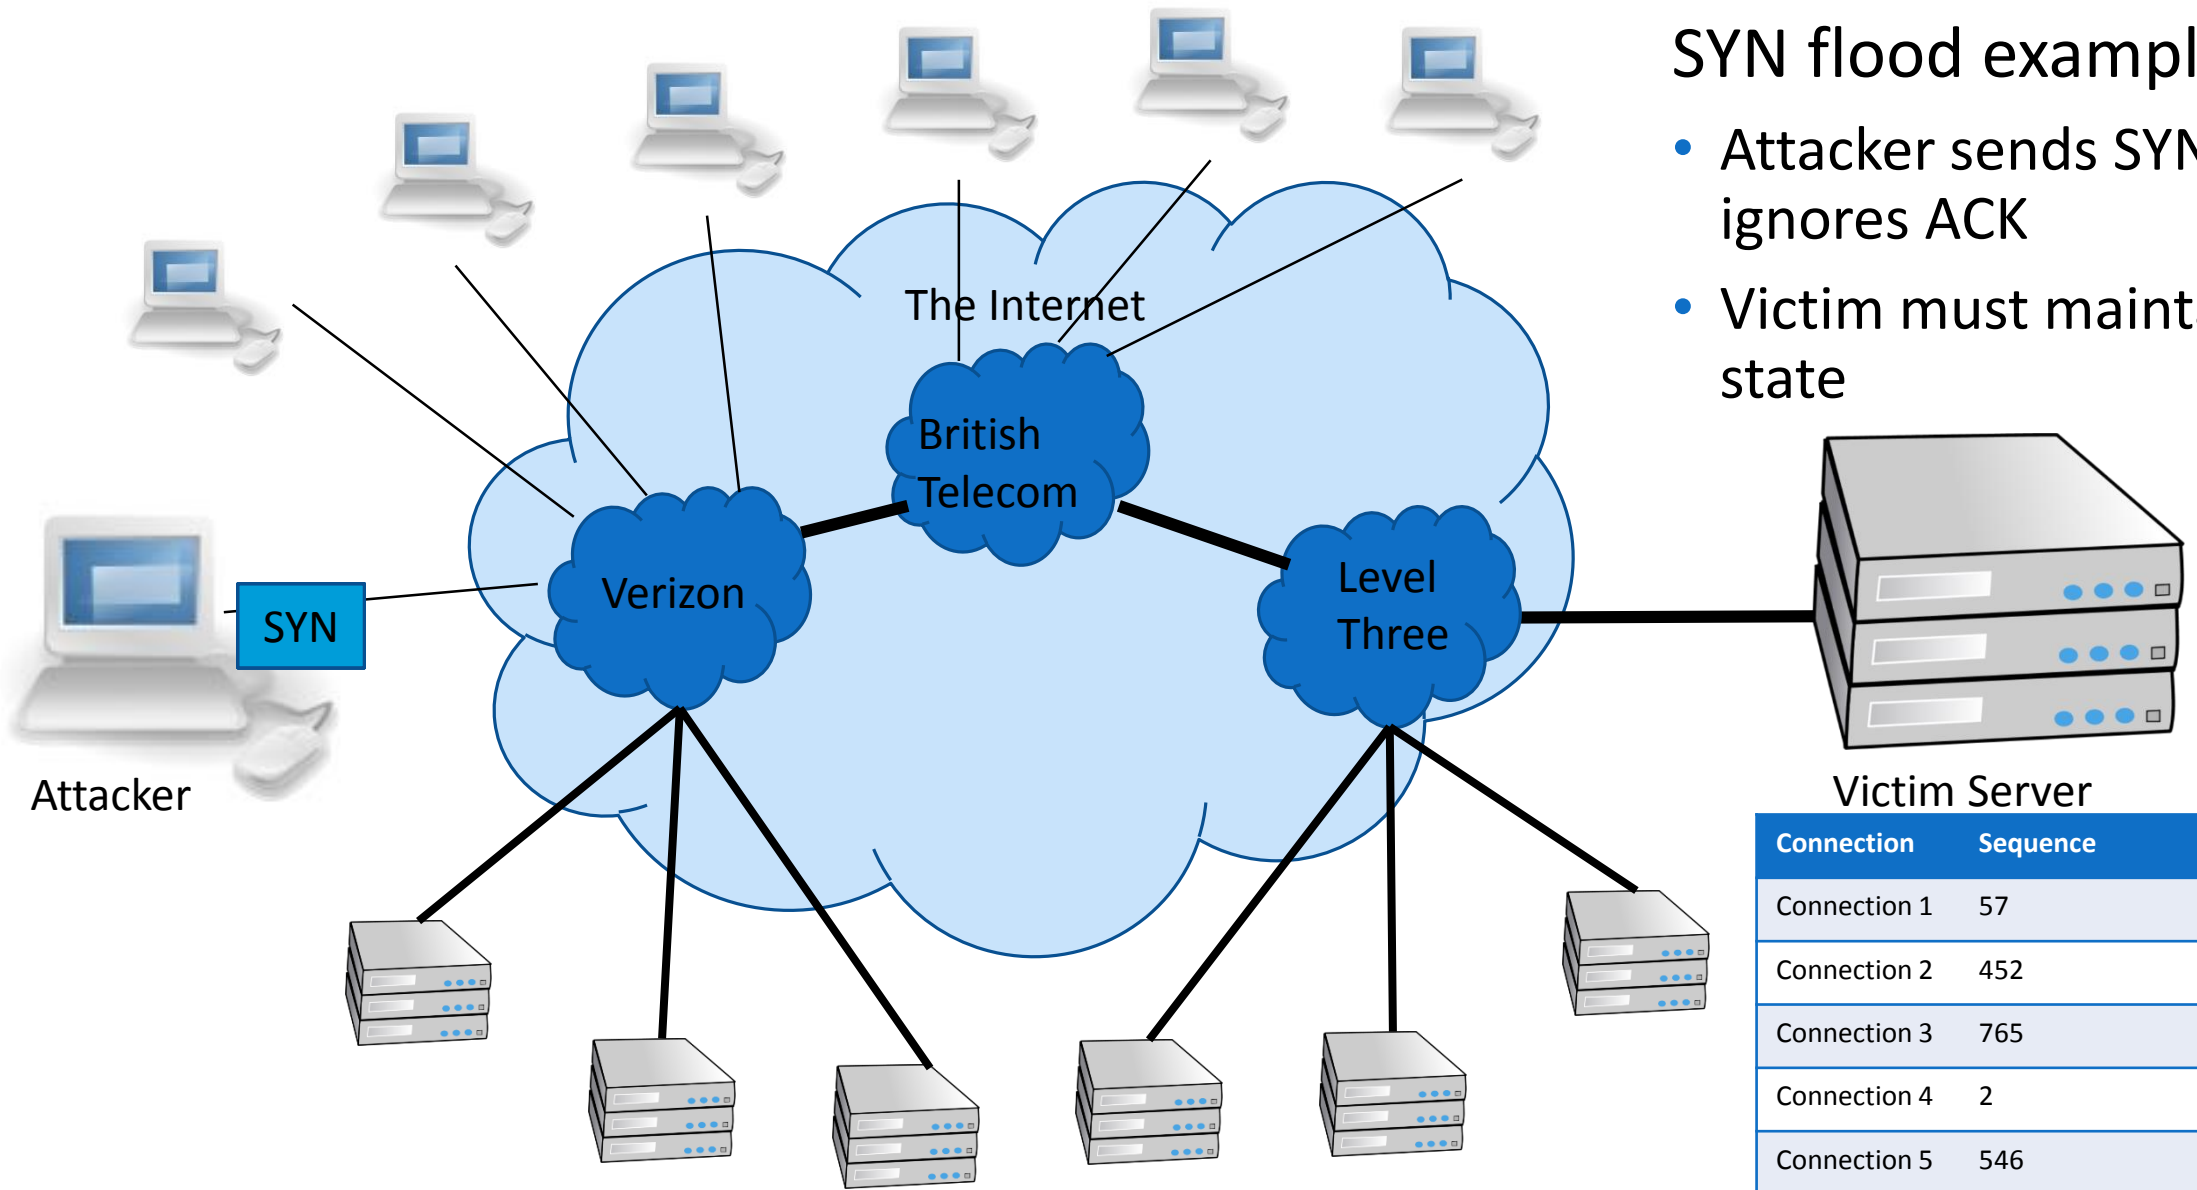 SYN flood exampl
• Attacker sends SYN
ignores ACK
• Victim must mainta
state
The Internet
British
Telecom
Verizon
Level
Three
SYN
Attacker
Victim Server
Connection Sequence
Connection 1 57
Connection 2 452
Connection 3 765
Connection 4 2
Connection 5 546